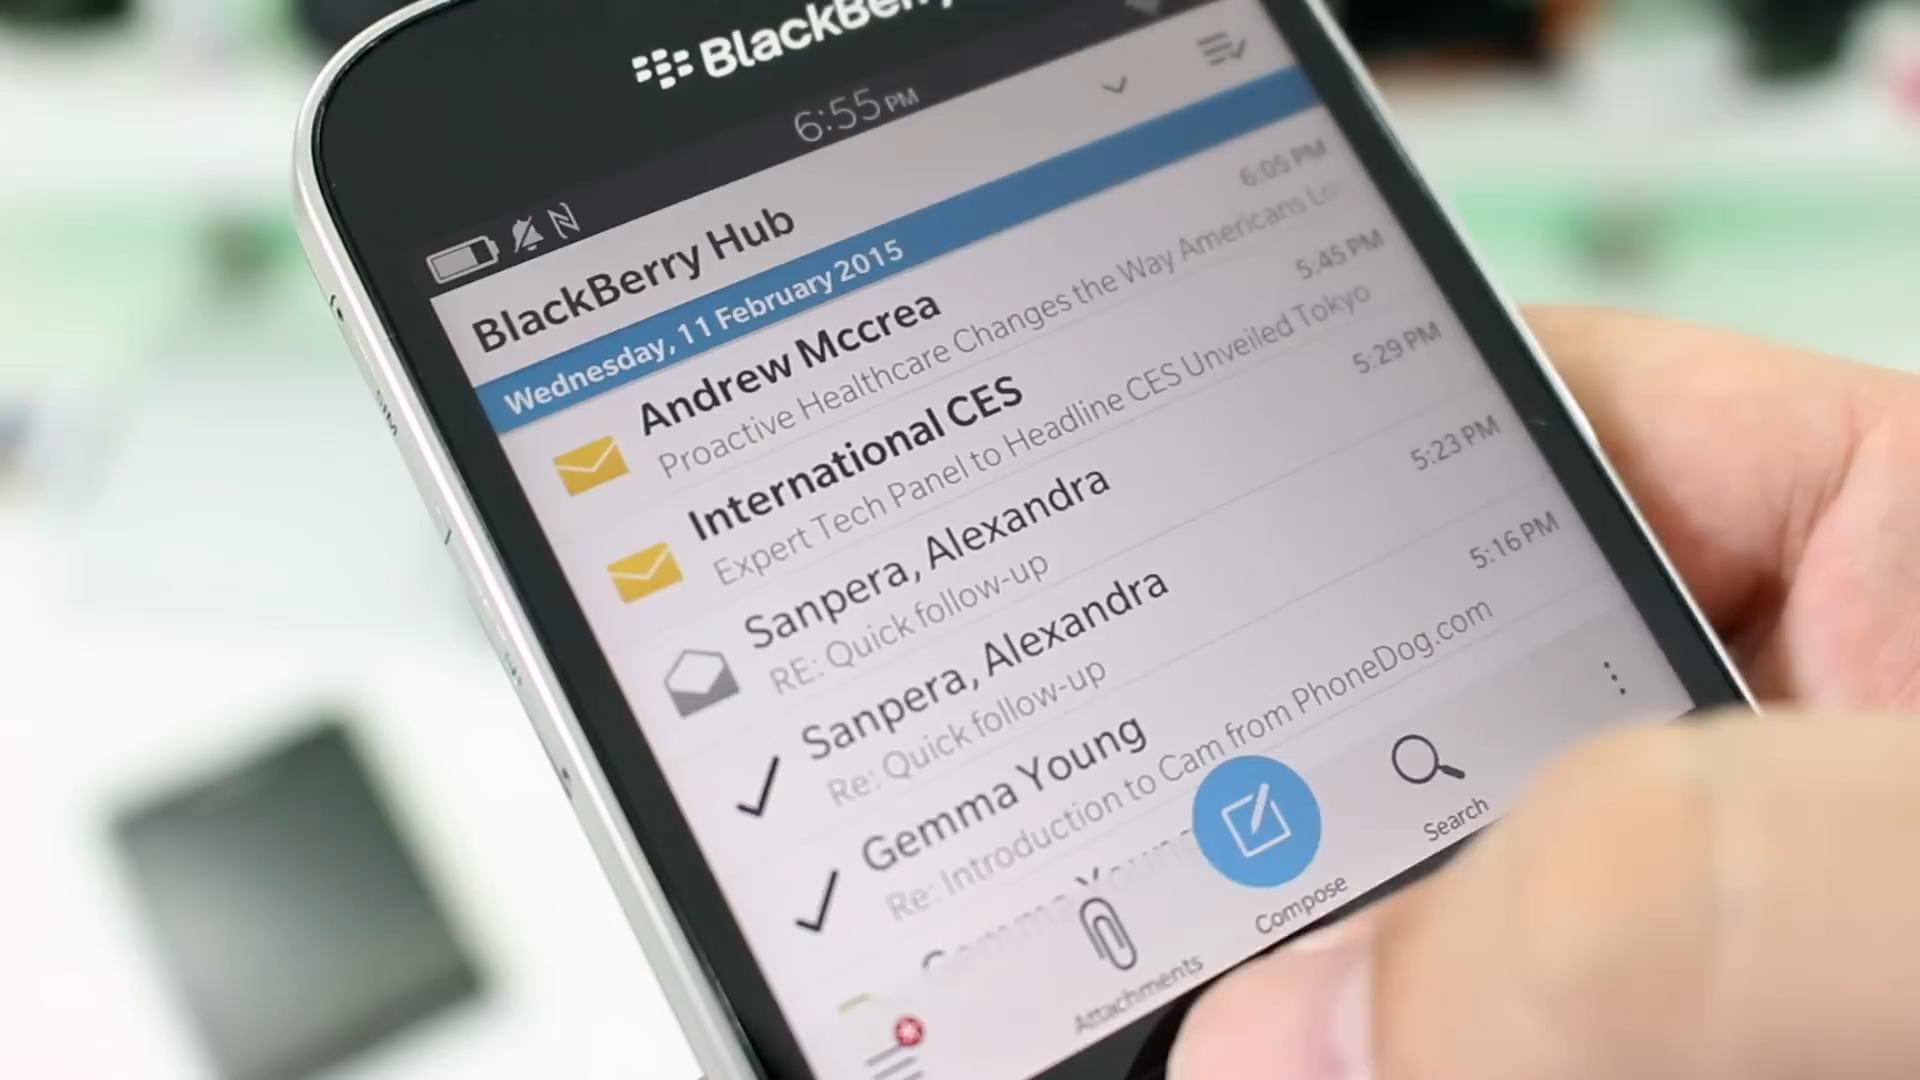 BlackBerry
6:55 PM
BlackBerry Hub
Wednesday, 11 February 2015
Andrew Mccrea
6:05 PM
Proactive Healthcare Changes the Way Americans
International CES
5:45 PM
Expert Tech Panel to Headline CES Unveiled Tokyo
Sanpera, Alexandra
5:29 PM
RE: Quick follow-up
Sanpera, Alexandra
5:23 PM
Re: Quick follow-up
Gemma Young
5:16 PM
Re: Introduction to Cam from PhoneDog.com
Attachments
Compose
Search